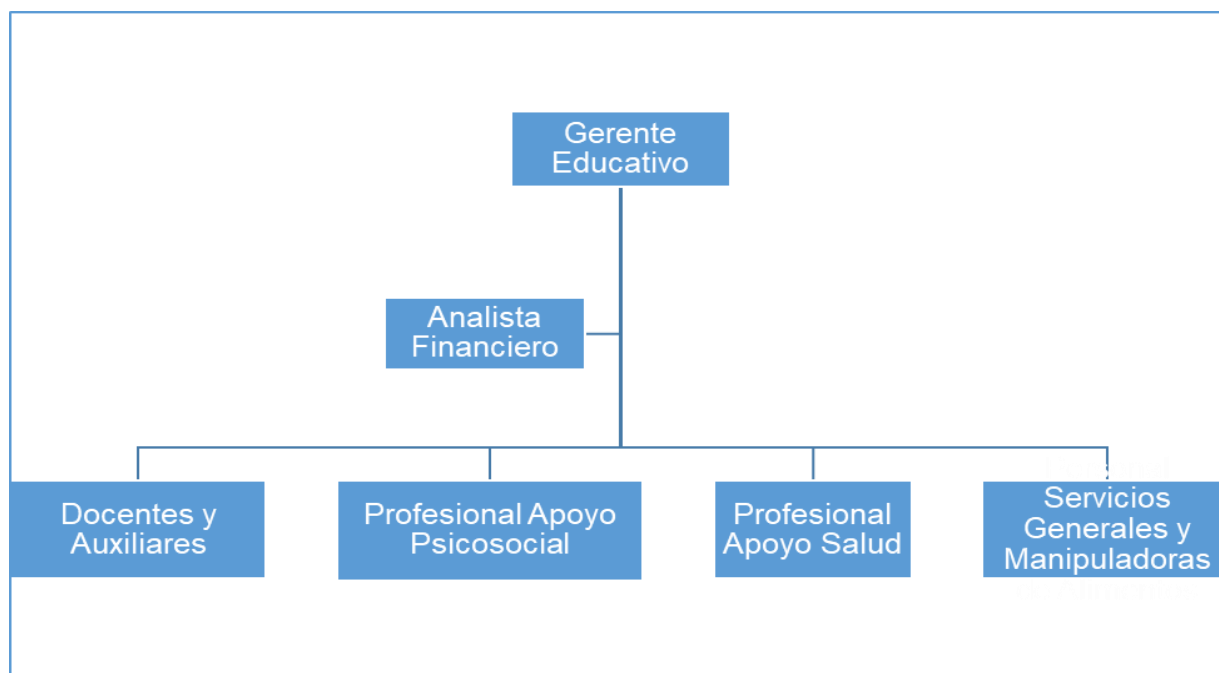 Gerente
Educativo
Analista
Financiero
Docentes y
Auxiliares
Profesional Apoyo
Psicosocial
Profesional
Apoyo Salud
Servicios
Generales y
Manipuladoras